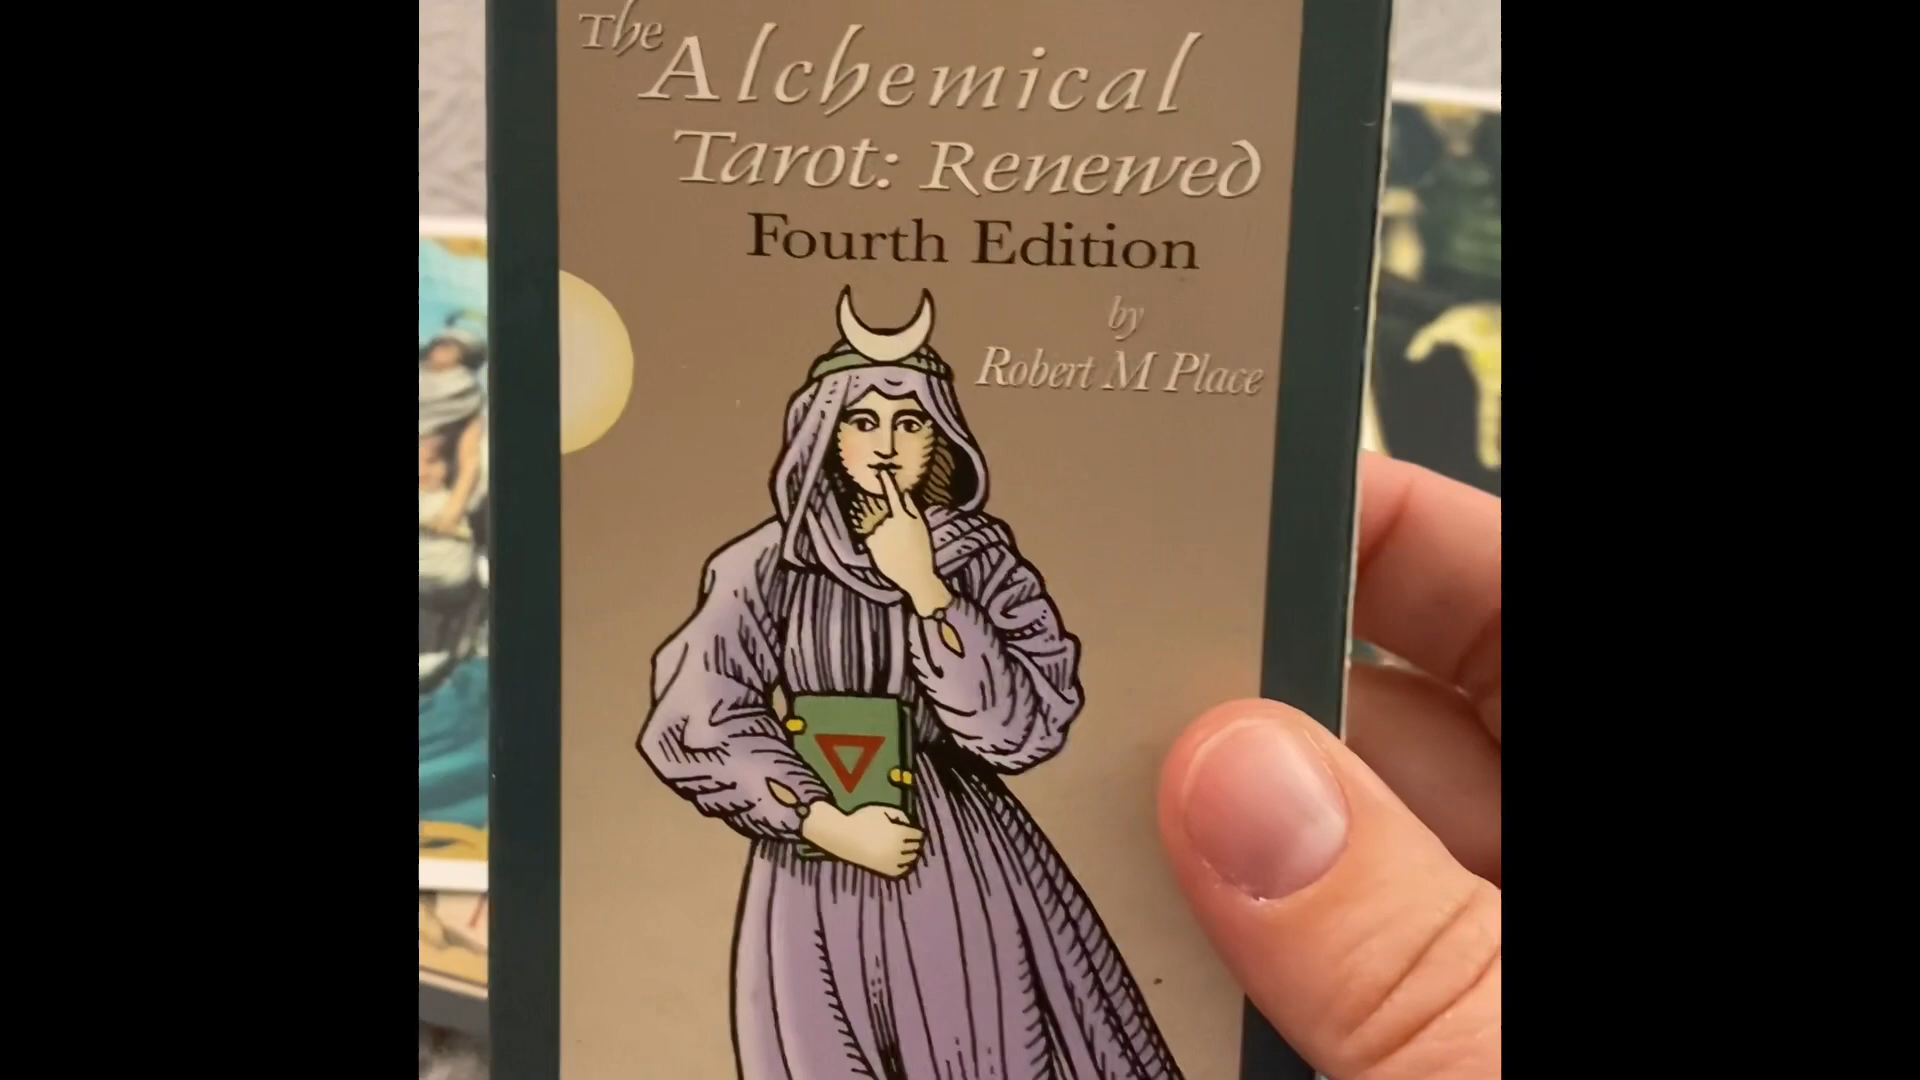 The
Alchemical
Tarot: Renewed
Fourth Edition
by
Robert M Place